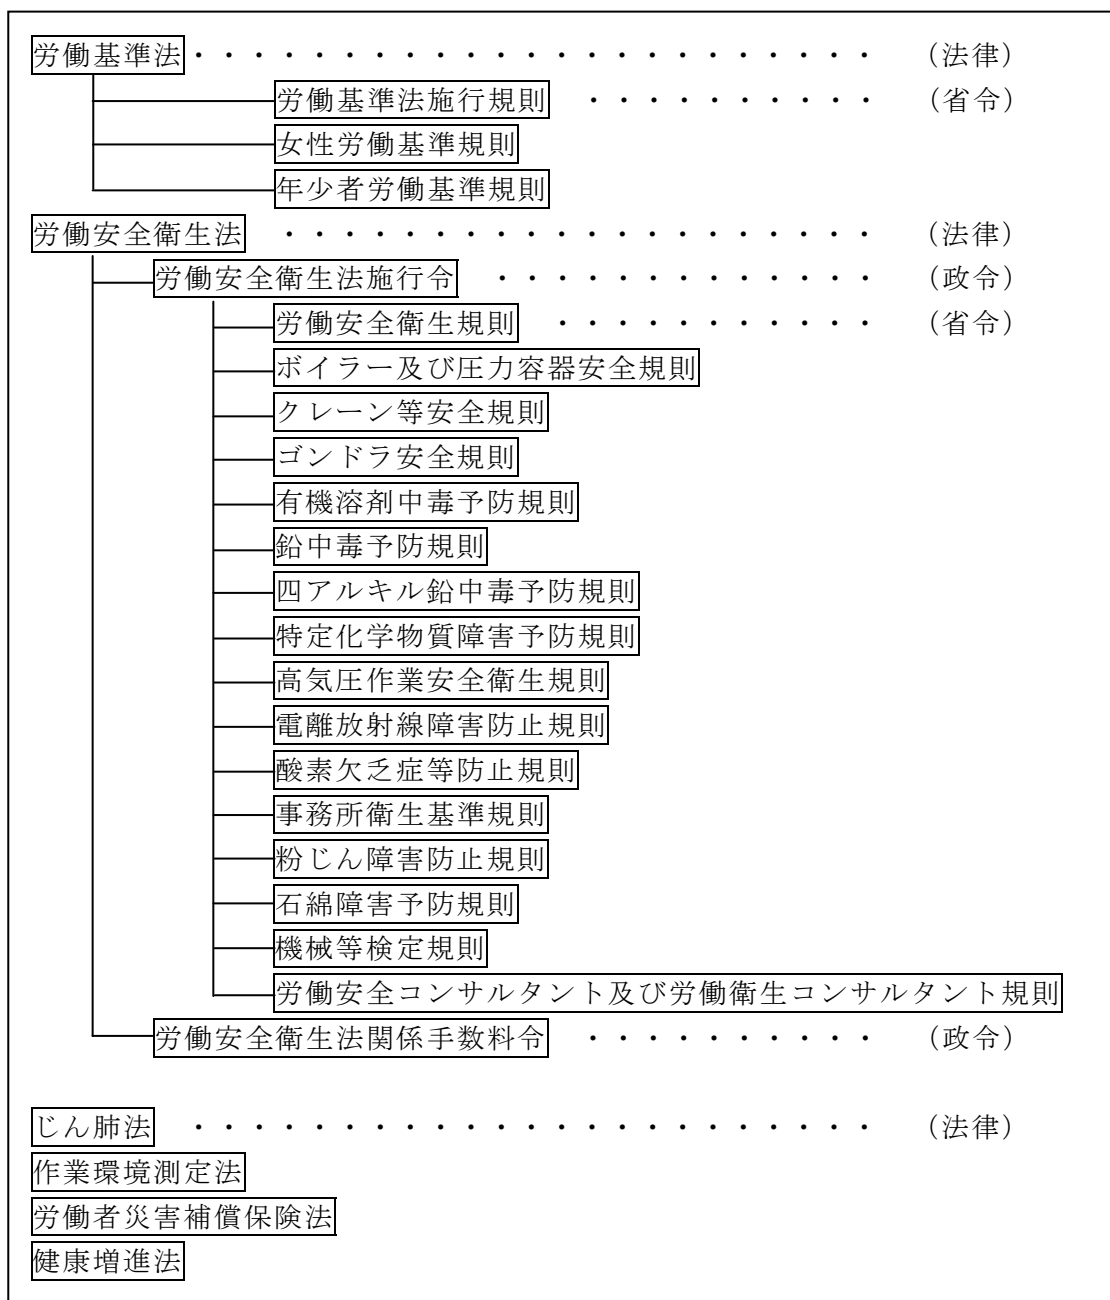 労働基準法・・・・・・・・・・・・・・・・・・・・・・・（法律）
労働基準法施行規則・・・・・・・・・・（省令）
女性労働基準規則
年少者労働基準規則
労働安全衛生法・・・・・・・・・・・・・・・・・・・・（法律）
労働安全衛生法施行令・・・・・・・・・・・・・（政令）
労働安全衛生規則・・・・・・・・・・・（省令）
ボイラー及び圧力容器安全規則
クレーン等安全規則
ゴンドラ安全規則
有機溶剤中毒予防規則
鉛中毒予防規則
四アルキル鉛中毒予防規則
特定化学物質障害予防規則
高気圧作業安全衛生規則
電離放射線障害防止規則
酸素欠乏症等防止規則
事務所衛生基準規則
粉じん障害防止規則
石綿障害予防規則
機械等検定規則
労働安全コンサルタント及び労働衛生コンサルタント規則
労働安全衛生法関係手数料令・・・・・・・・・・（政令）
じん肺法・・・・・・・・・・・・・・・・・・・・・・・（法律）
作業環境測定法
労働者災害補償保険法
健康増進法